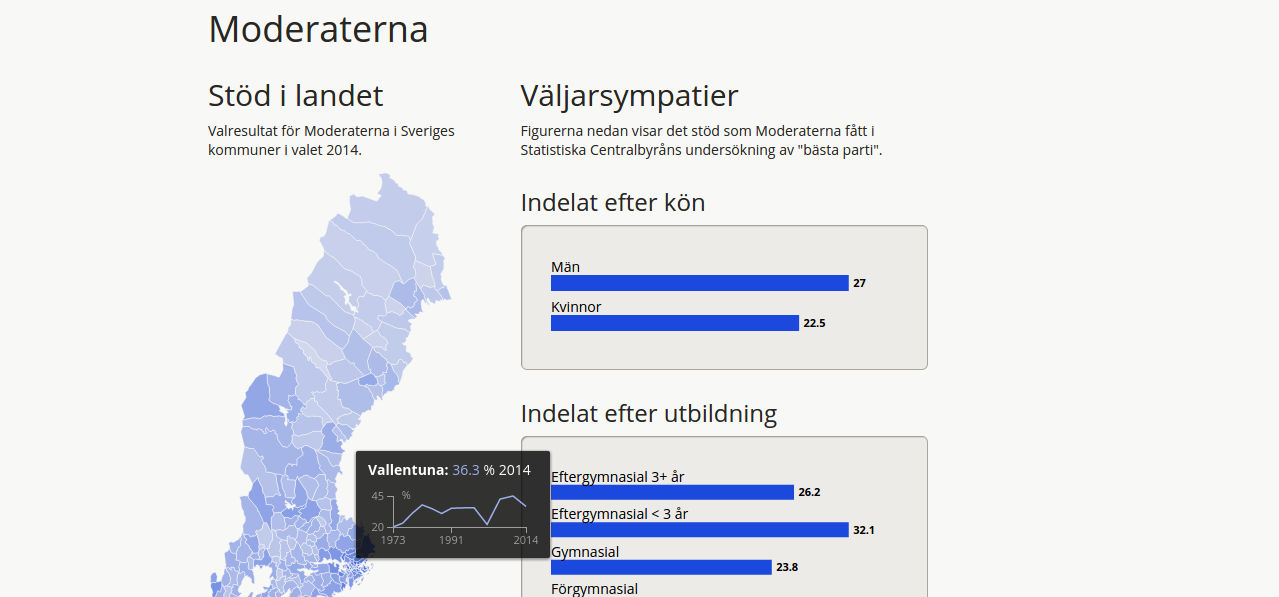 Moderaterna
Stöd i landet
Valresultat för Moderaterna i Sveriges
kommuner i valet 2014.
Väljarsympatier
Figurerna nedan visar det stöd som Moderaterna fått i
Statistiska Centralbyråns undersökning av "bästa parti".
Indelat efter kön
Män
27
Kvinnor
22.5
Indelat efter utbildning
Eftergymnasial 3+ år
26.2
Eftergymnasial < 3 år
32.1
Gymnasial
23.8
Förgymnasial
Vallentuna: 36.3 % 2014
45 %
20
1973 1991 2014